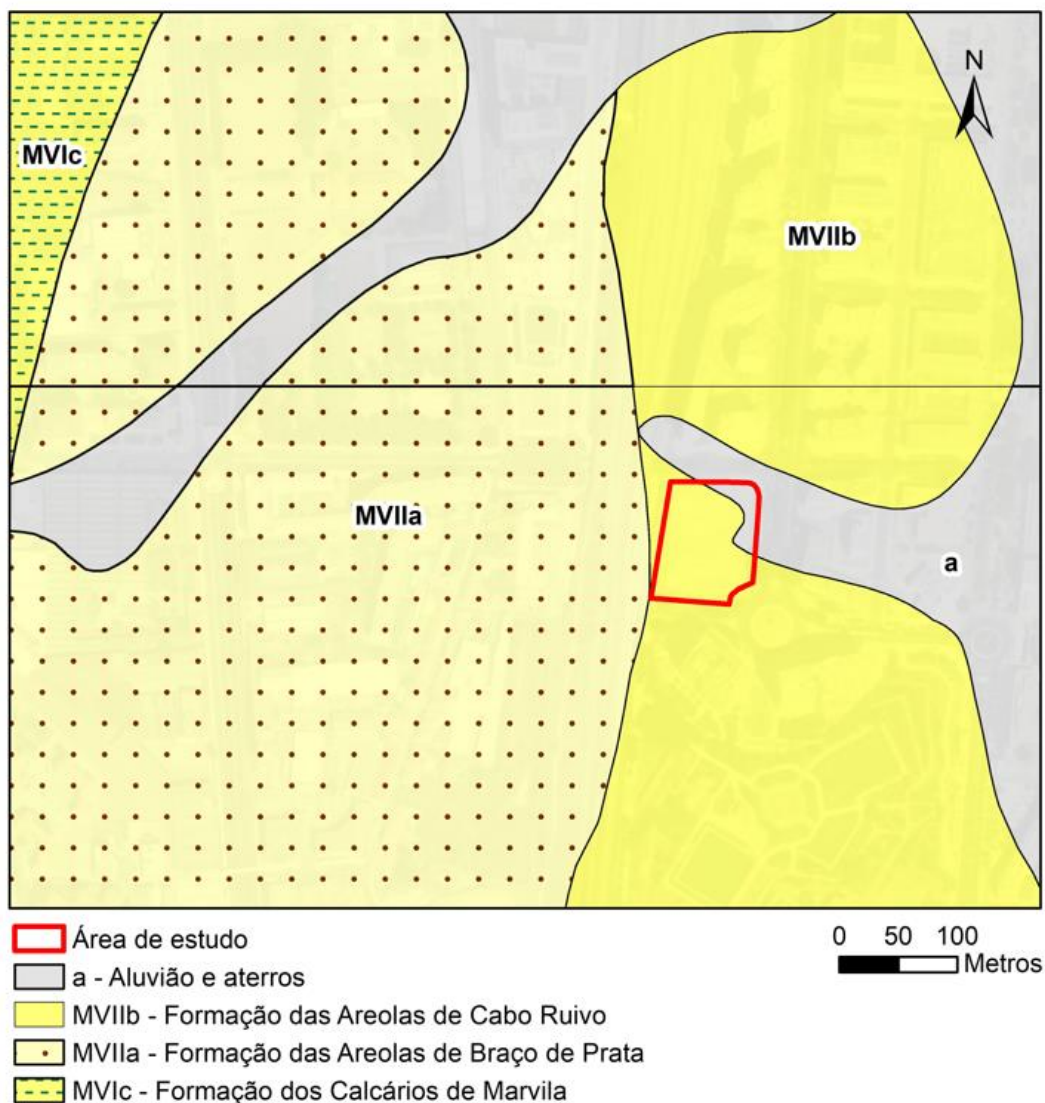 N
MVIc
MVIIb
MVIIa
a
Área de estudo
a - Aluvião e aterros
MVIIb - Formação das Areolas de Cabo Ruivo
MVIIa - Formação das Areolas de Braço de Prata
MVIc - Formação dos Calcários de Marvila
0 50 100
Metros